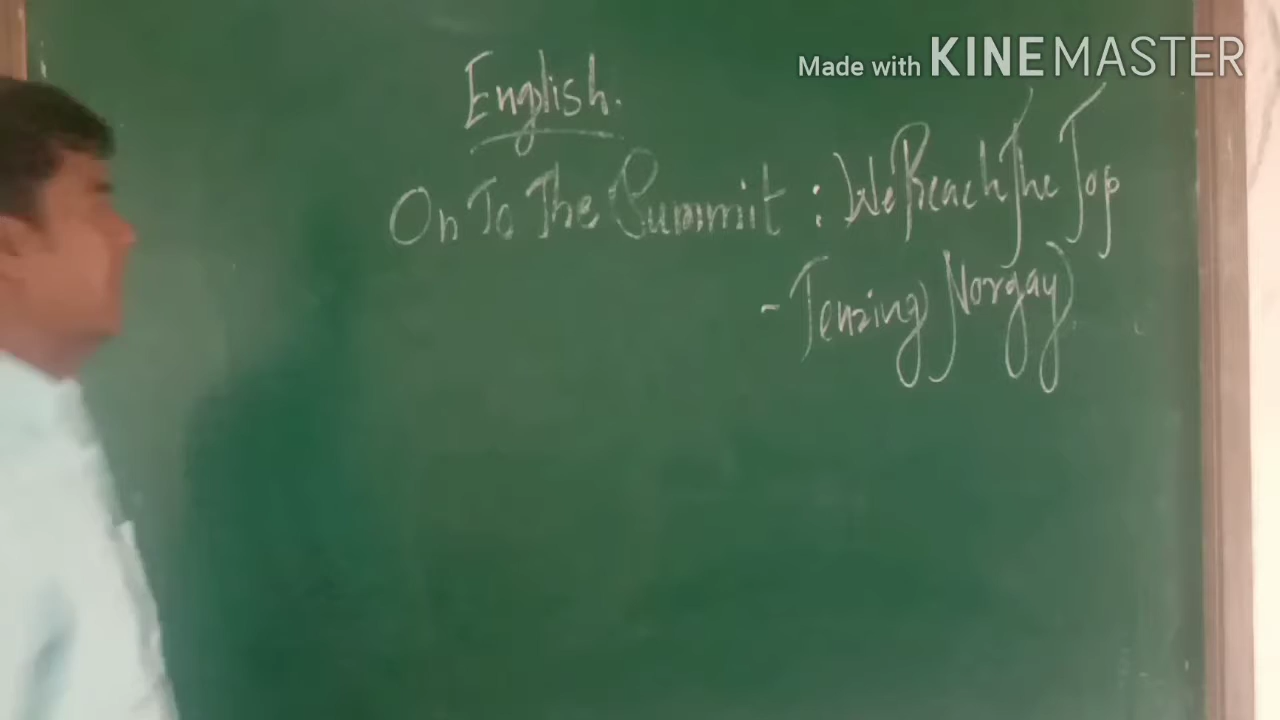 Made with KINEMASTER
English.
On To The Summit : We Reach The Top
- Tenzing Norgay